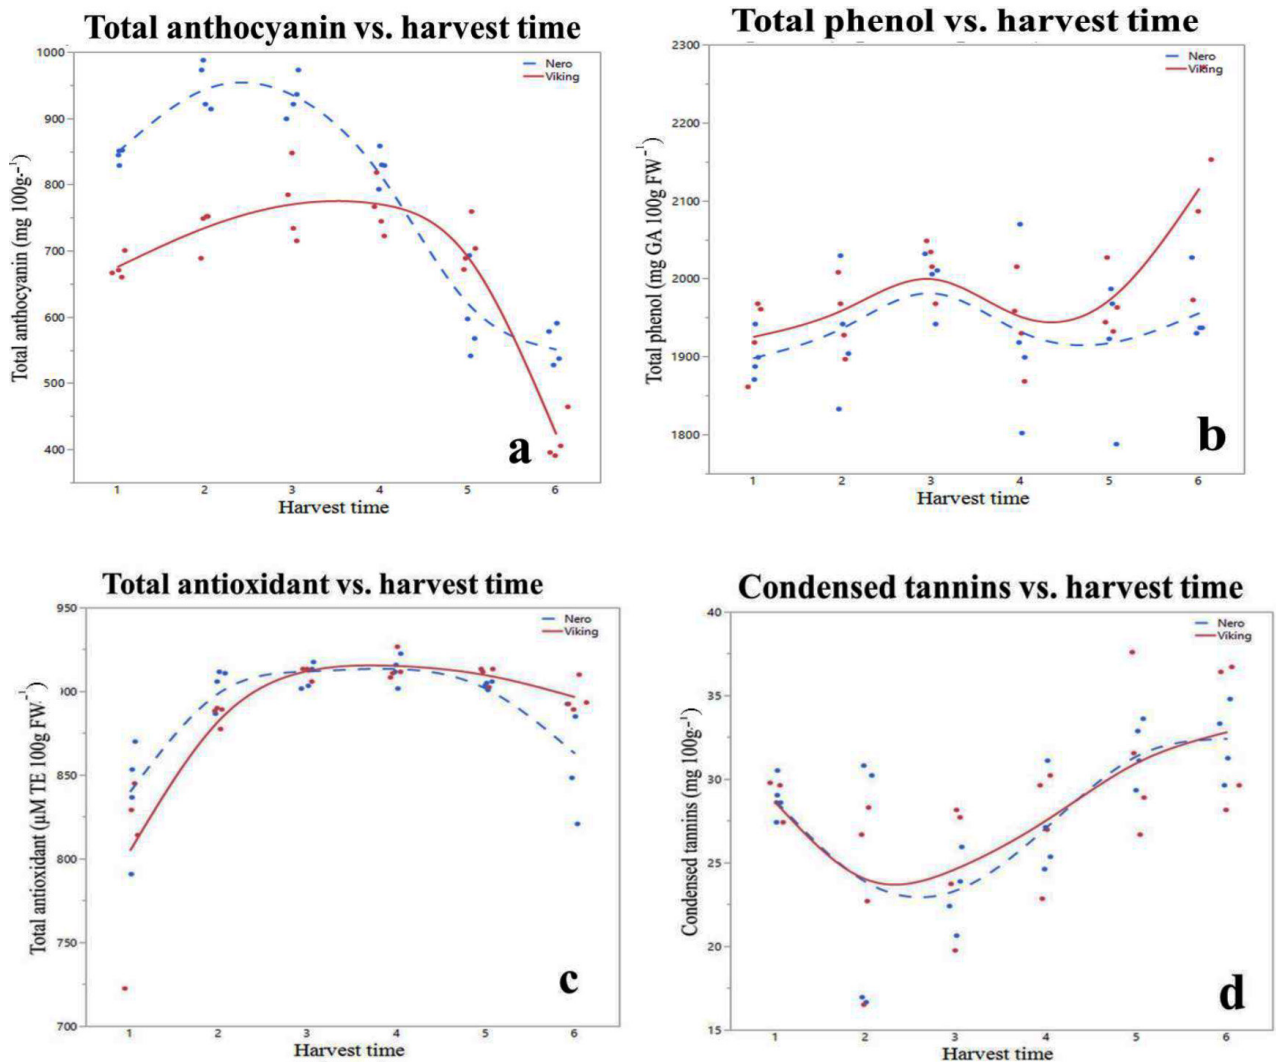 Total anthocyanin vs. harvest time
1000
900
800
700
600
500
400
Total anthocyanin (mg 100g.-1)
Nero
Viking
a
1 2 3 4 5 6
Harvest time
Total phenol vs. harvest time
2300
2200
2100
2000
1900
1800
Total phenol (mg GA 100g FW-1)
Nero
Viking
b
1 2 3 4 5 6
Harvest time
Total antioxidant vs. harvest time
950
900
850
800
750
700
Total antioxidant (µM TE 100g FW-1)
Nero
Viking
c
1 2 3 4 5 6
Harvest time
Condensed tannins vs. harvest time
40
35
30
25
20
15
Condensed tannins (mg 100g.-1)
Nero
Viking
d
1 2 3 4 5 6
Harvest time